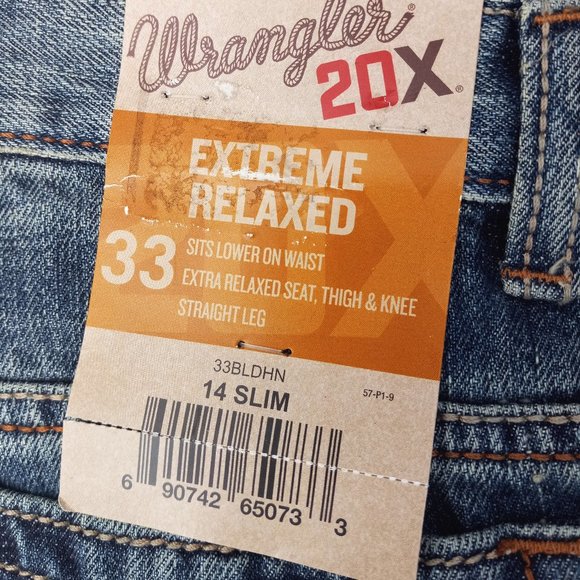 Wrangler®
20X®
EXTREME
RELAXED
33
SITS LOWER ON WAIST
EXTRA RELAXED SEAT, THIGH & KNEE
STRAIGHT LEG
33BLDHN
14 SLIM
57-P1-9
6 90742 65073 3